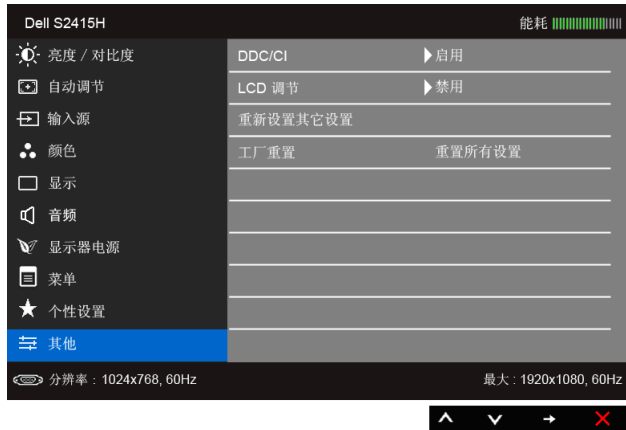 Dell S2415H 能耗
亮度 / 对比度
自动调节
输入源
颜色
显示
音频
显示器电源
菜单
个性设置
其他
DDC/CI 启用
LCD 调节 禁用
重新设置其它设置
工厂重置 重置所有设置
分辨率 : 1024x768, 60Hz 最大 : 1920x1080, 60Hz